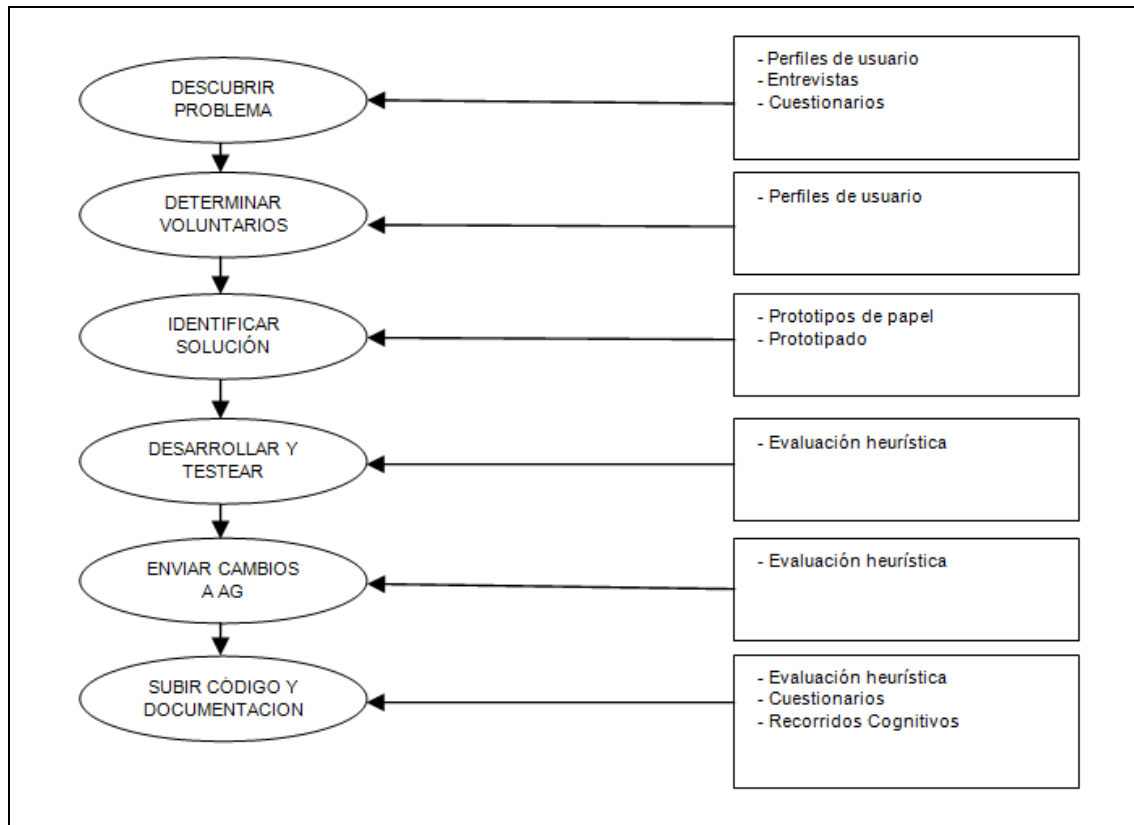 DESCUBRIR
PROBLEMA
- Perfiles de usuario
- Entrevistas
- Cuestionarios
DETERMINAR
VOLUNTARIOS
- Perfiles de usuario
IDENTIFICAR
SOLUCIÓN
- Prototipos de papel
- Prototipado
DESARROLLAR Y
TESTEAR
- Evaluación heurística
ENVIAR CAMBIOS
A AG
- Evaluación heurística
SUBIR CÓDIGO Y
DOCUMENTACION
- Evaluación heurística
- Cuestionarios
- Recorridos Cognitivos